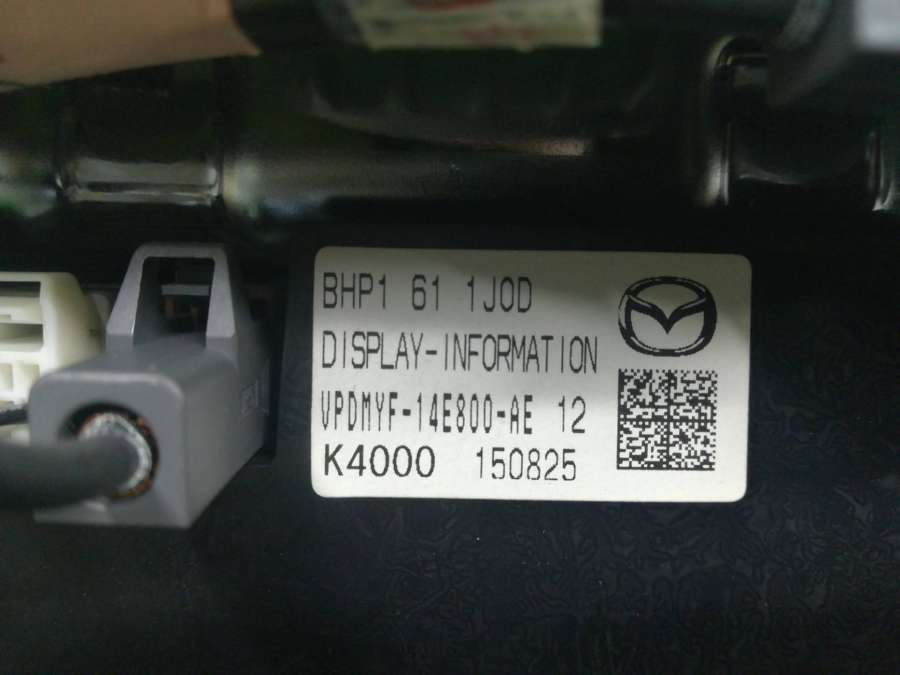 BHP1 61 1J0D
DISPLAY-INFORMATION
VPDMYF-14E800-AE 12
K4000 150825